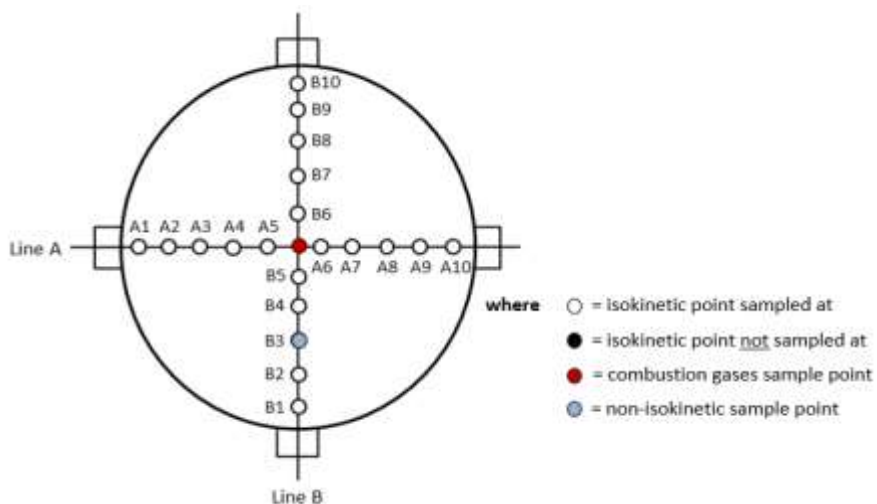 B10
B9
B8
B7
B6
A1 A2 A3 A4 A5
Line A
A6 A7 A8 A9 A10
B5
B4
B3
B2
B1
Line B
where = isokinetic point sampled at
= isokinetic point not sampled at
= combustion gases sample point
= non-isokinetic sample point